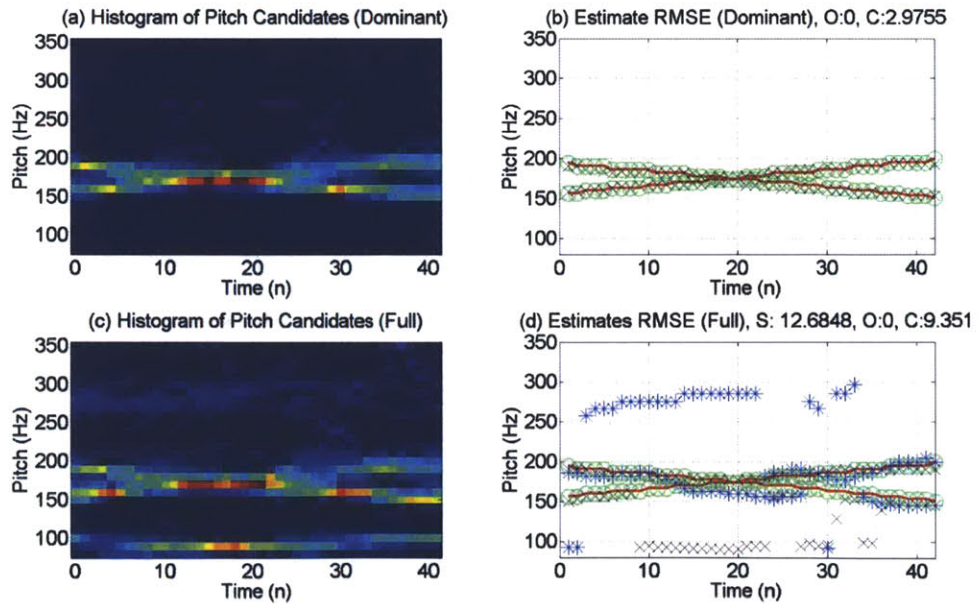 (a) Histogram of Pitch Candidates (Dominant)
350
300
250
200
150
100
Pitch (Hz)
0 10 20 30 40
Time (n)
(b) Estimate RMSE (Dominant), O:0, C:2.9755
350
300
250
200
150
100
Pitch (Hz)
0 10 20 30 40
Time (n)
(c) Histogram of Pitch Candidates (Full)
350
300
250
200
150
100
Pitch (Hz)
0 10 20 30 40
Time (n)
(d) Estimates RMSE (Full), S: 12.6848, O:0, C:9.351
350
300
250
200
150
100
Pitch (Hz)
0 10 20 30 40
Time (n)